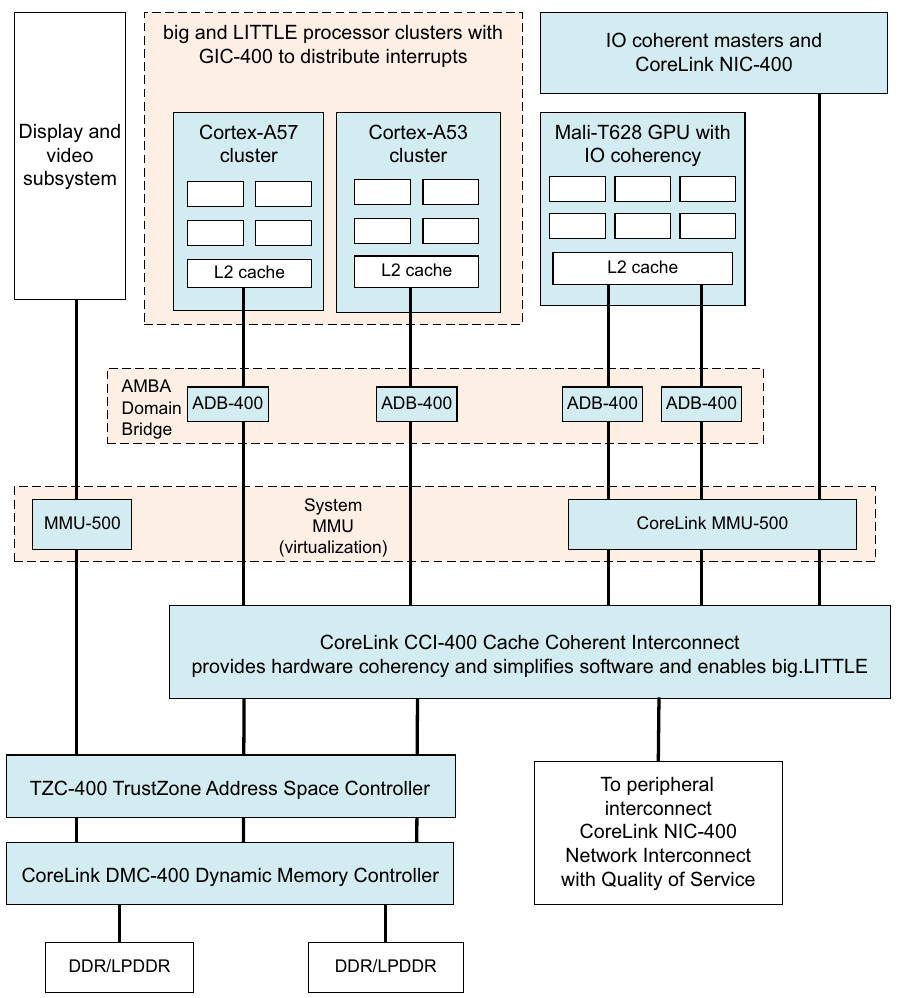 Display and
video
subsystem
big and LITTLE processor clusters with
GIC-400 to distribute interrupts
Cortex-A57
cluster
L2 cache
Cortex-A53
cluster
L2 cache
IO coherent masters and
CoreLink NIC-400
Mali-T628 GPU with
IO coherency
L2 cache
AMBA
Domain
Bridge
ADB-400
ADB-400
ADB-400
ADB-400
MMU-500
System
MMU
(virtualization)
CoreLink MMU-500
CoreLink CCI-400 Cache Coherent Interconnect
provides hardware coherency and simplifies software and enables big.LITTLE
TZC-400 TrustZone Address Space Controller
CoreLink DMC-400 Dynamic Memory Controller
DDR/LPDDR
DDR/LPDDR
To peripheral
interconnect
CoreLink NIC-400
Network Interconnect
with Quality of Service